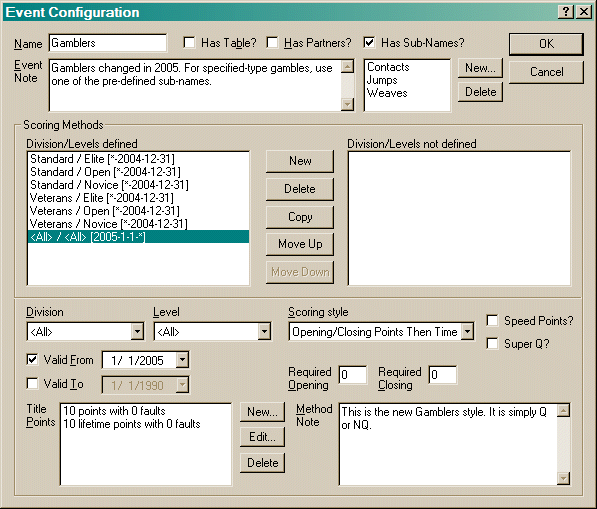 Event Configuration
Name Gamblers Has Table? Has Partners? Has Sub-Names? OK
Event Note
Gamblers changed in 2005. For specified-type gambles, use
one of the pre-defined sub-names.
Contacts
Jumps
Weaves
New...
Delete
Cancel
Scoring Methods
Division/Levels defined
Standard / Elite [*-2004-12-31]
Standard / Open [*-2004-12-31]
Standard / Novice [*-2004-12-31]
Veterans / Elite [*-2004-12-31]
Veterans / Open [*-2004-12-31]
Veterans / Novice [*-2004-12-31]
<All> / <All> [2005-1-1-*]
New
Delete
Copy
Move Up
Move Down
Division/Levels not defined
Division Level Scoring style
<All> <All> Opening/Closing Points Then Time
Speed Points?
Super Q?
Valid From 1/ 1/2005
Valid To 1/ 1/1990
Required Opening 0 Required Closing 0
Title Points
10 points with 0 faults
10 lifetime points with 0 faults
New...
Edit...
Delete
Method Note
This is the new Gamblers style. It is simply Q
or NQ.